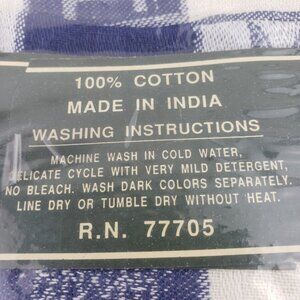 100% COTTON
MADE IN INDIA
WASHING INSTRUCTIONS
MACHINE WASH IN COLD WATER,
DELICATE CYCLE WITH VERY MILD DETERGENT,
NO BLEACH. WASH DARK COLORS SEPARATELY.
LINE DRY OR TUMBLE DRY WITHOUT HEAT.
R.N. 77705